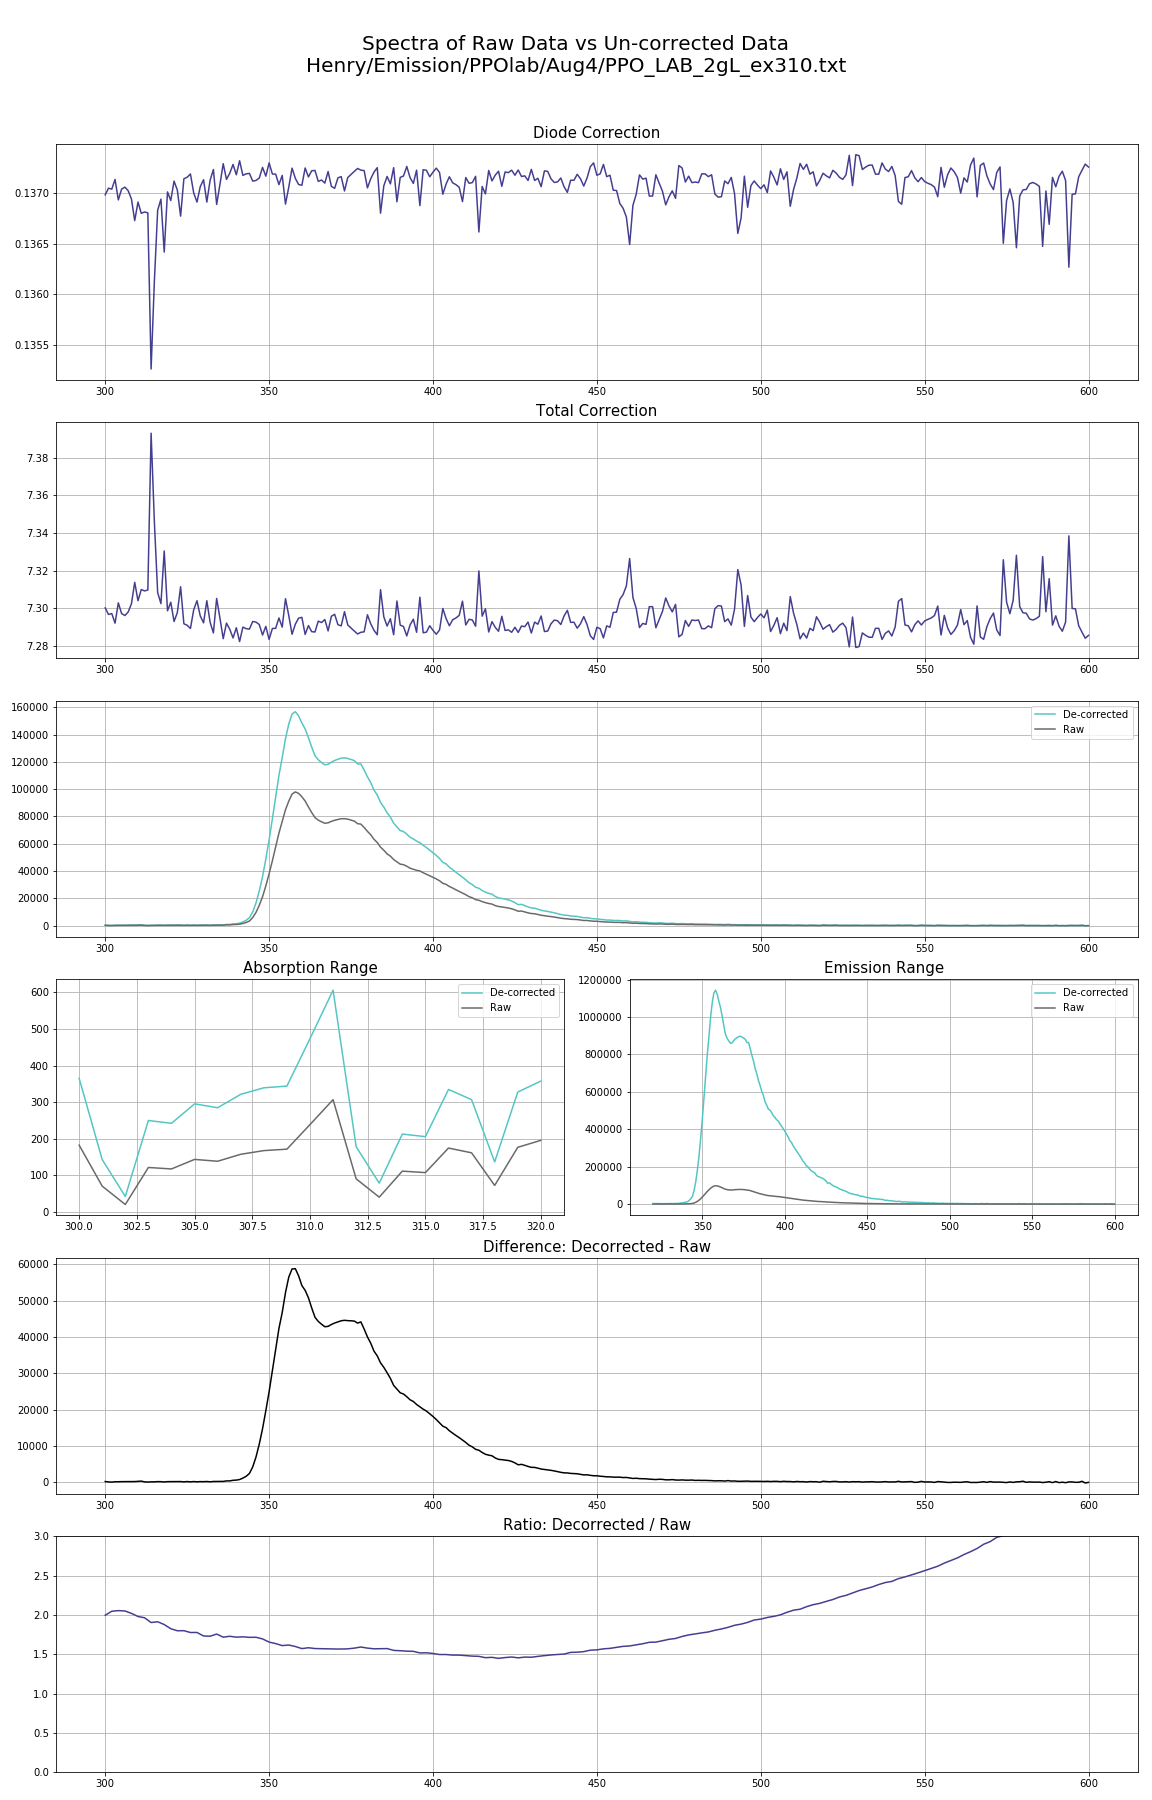 Spectra of Raw Data vs Un-corrected Data
Henry/Emission/PPOlab/Aug4/PPO_LAB_2gL_ex310.txt
Diode Correction
0.1370
0.1365
0.1360
0.1355
300 350 400 450 500 550 600
Total Correction
7.38
7.36
7.34
7.32
7.30
7.28
300 350 400 450 500 550 600
160000
140000
120000
100000
80000
60000
40000
20000
0
De-corrected
Raw
300 350 400 450 500 550 600
Absorption Range
600
500
400
300
200
100
0
De-corrected
Raw
300.0 302.5 305.0 307.5 310.0 312.5 315.0 317.5 320.0
Emission Range
1200000
1000000
800000
600000
400000
200000
0
De-corrected
Raw
350 400 450 500 550 600
Difference: Decorrected - Raw
60000
50000
40000
30000
20000
10000
0
300 350 400 450 500 550 600
Ratio: Decorrected / Raw
3.0
2.5
2.0
1.5
1.0
0.5
0.0
300 350 400 450 500 550 600